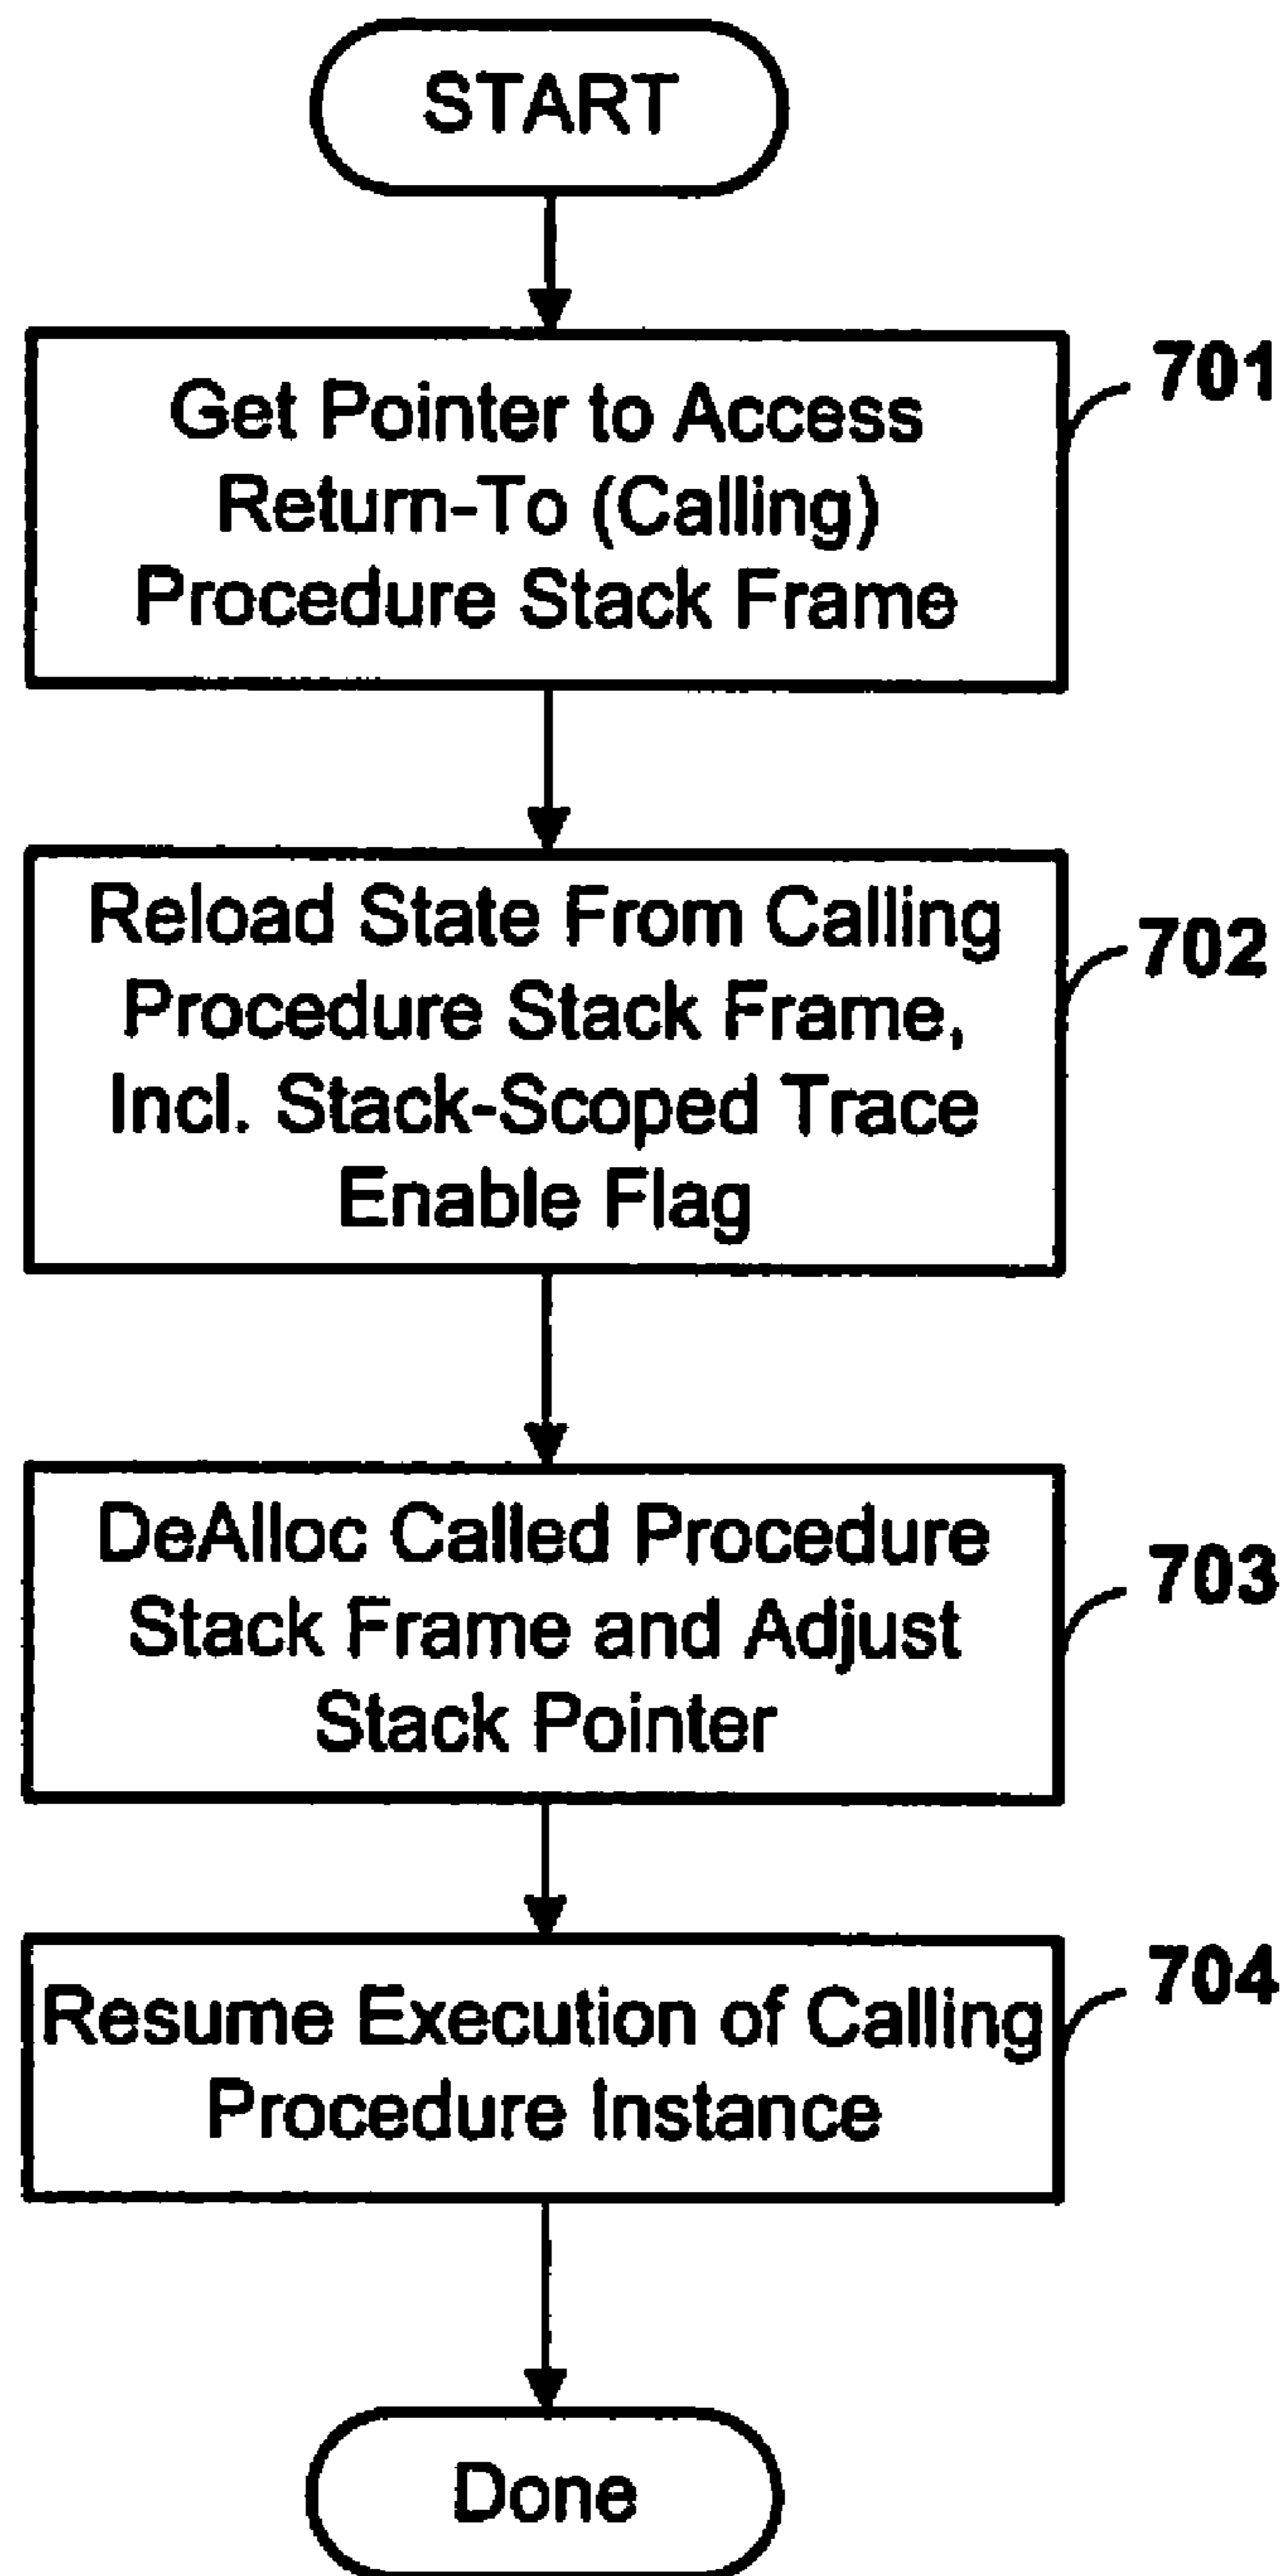 START
Get Pointer to Access
Return-To (Calling)
Procedure Stack Frame
701
Reload State From Calling
Procedure Stack Frame,
Incl. Stack-Scoped Trace
Enable Flag
702
DeAlloc Called Procedure
Stack Frame and Adjust
Stack Pointer
703
Resume Execution of Calling
Procedure Instance
704
Done